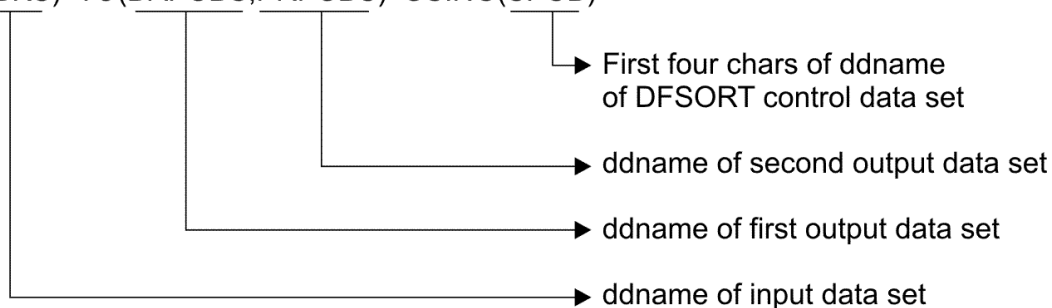 First four chars of ddname
of DFSORT control data set
ddname of second output data set
ddname of first output data set
ddname of input data set